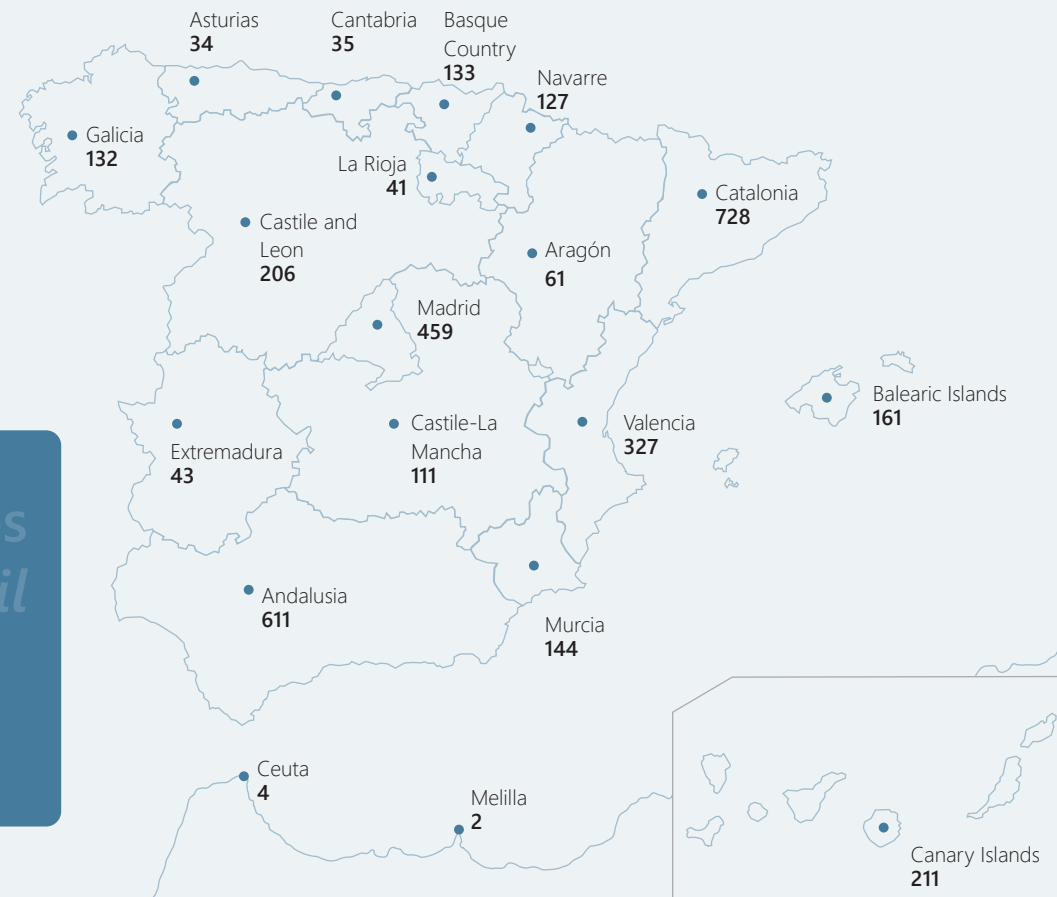 Asturias
34
Cantabria
35
Basque
Country
133
Navarre
127
Galicia
132
La Rioja
41
Catalonia
728
Castile and
Leon
206
Aragón
61
Madrid
459
Balearic Islands
161
Extremadura
43
Castile-La
Mancha
111
Valencia
327
Andalusia
611
Murcia
144
Ceuta
4
Melilla
2
Canary Islands
211